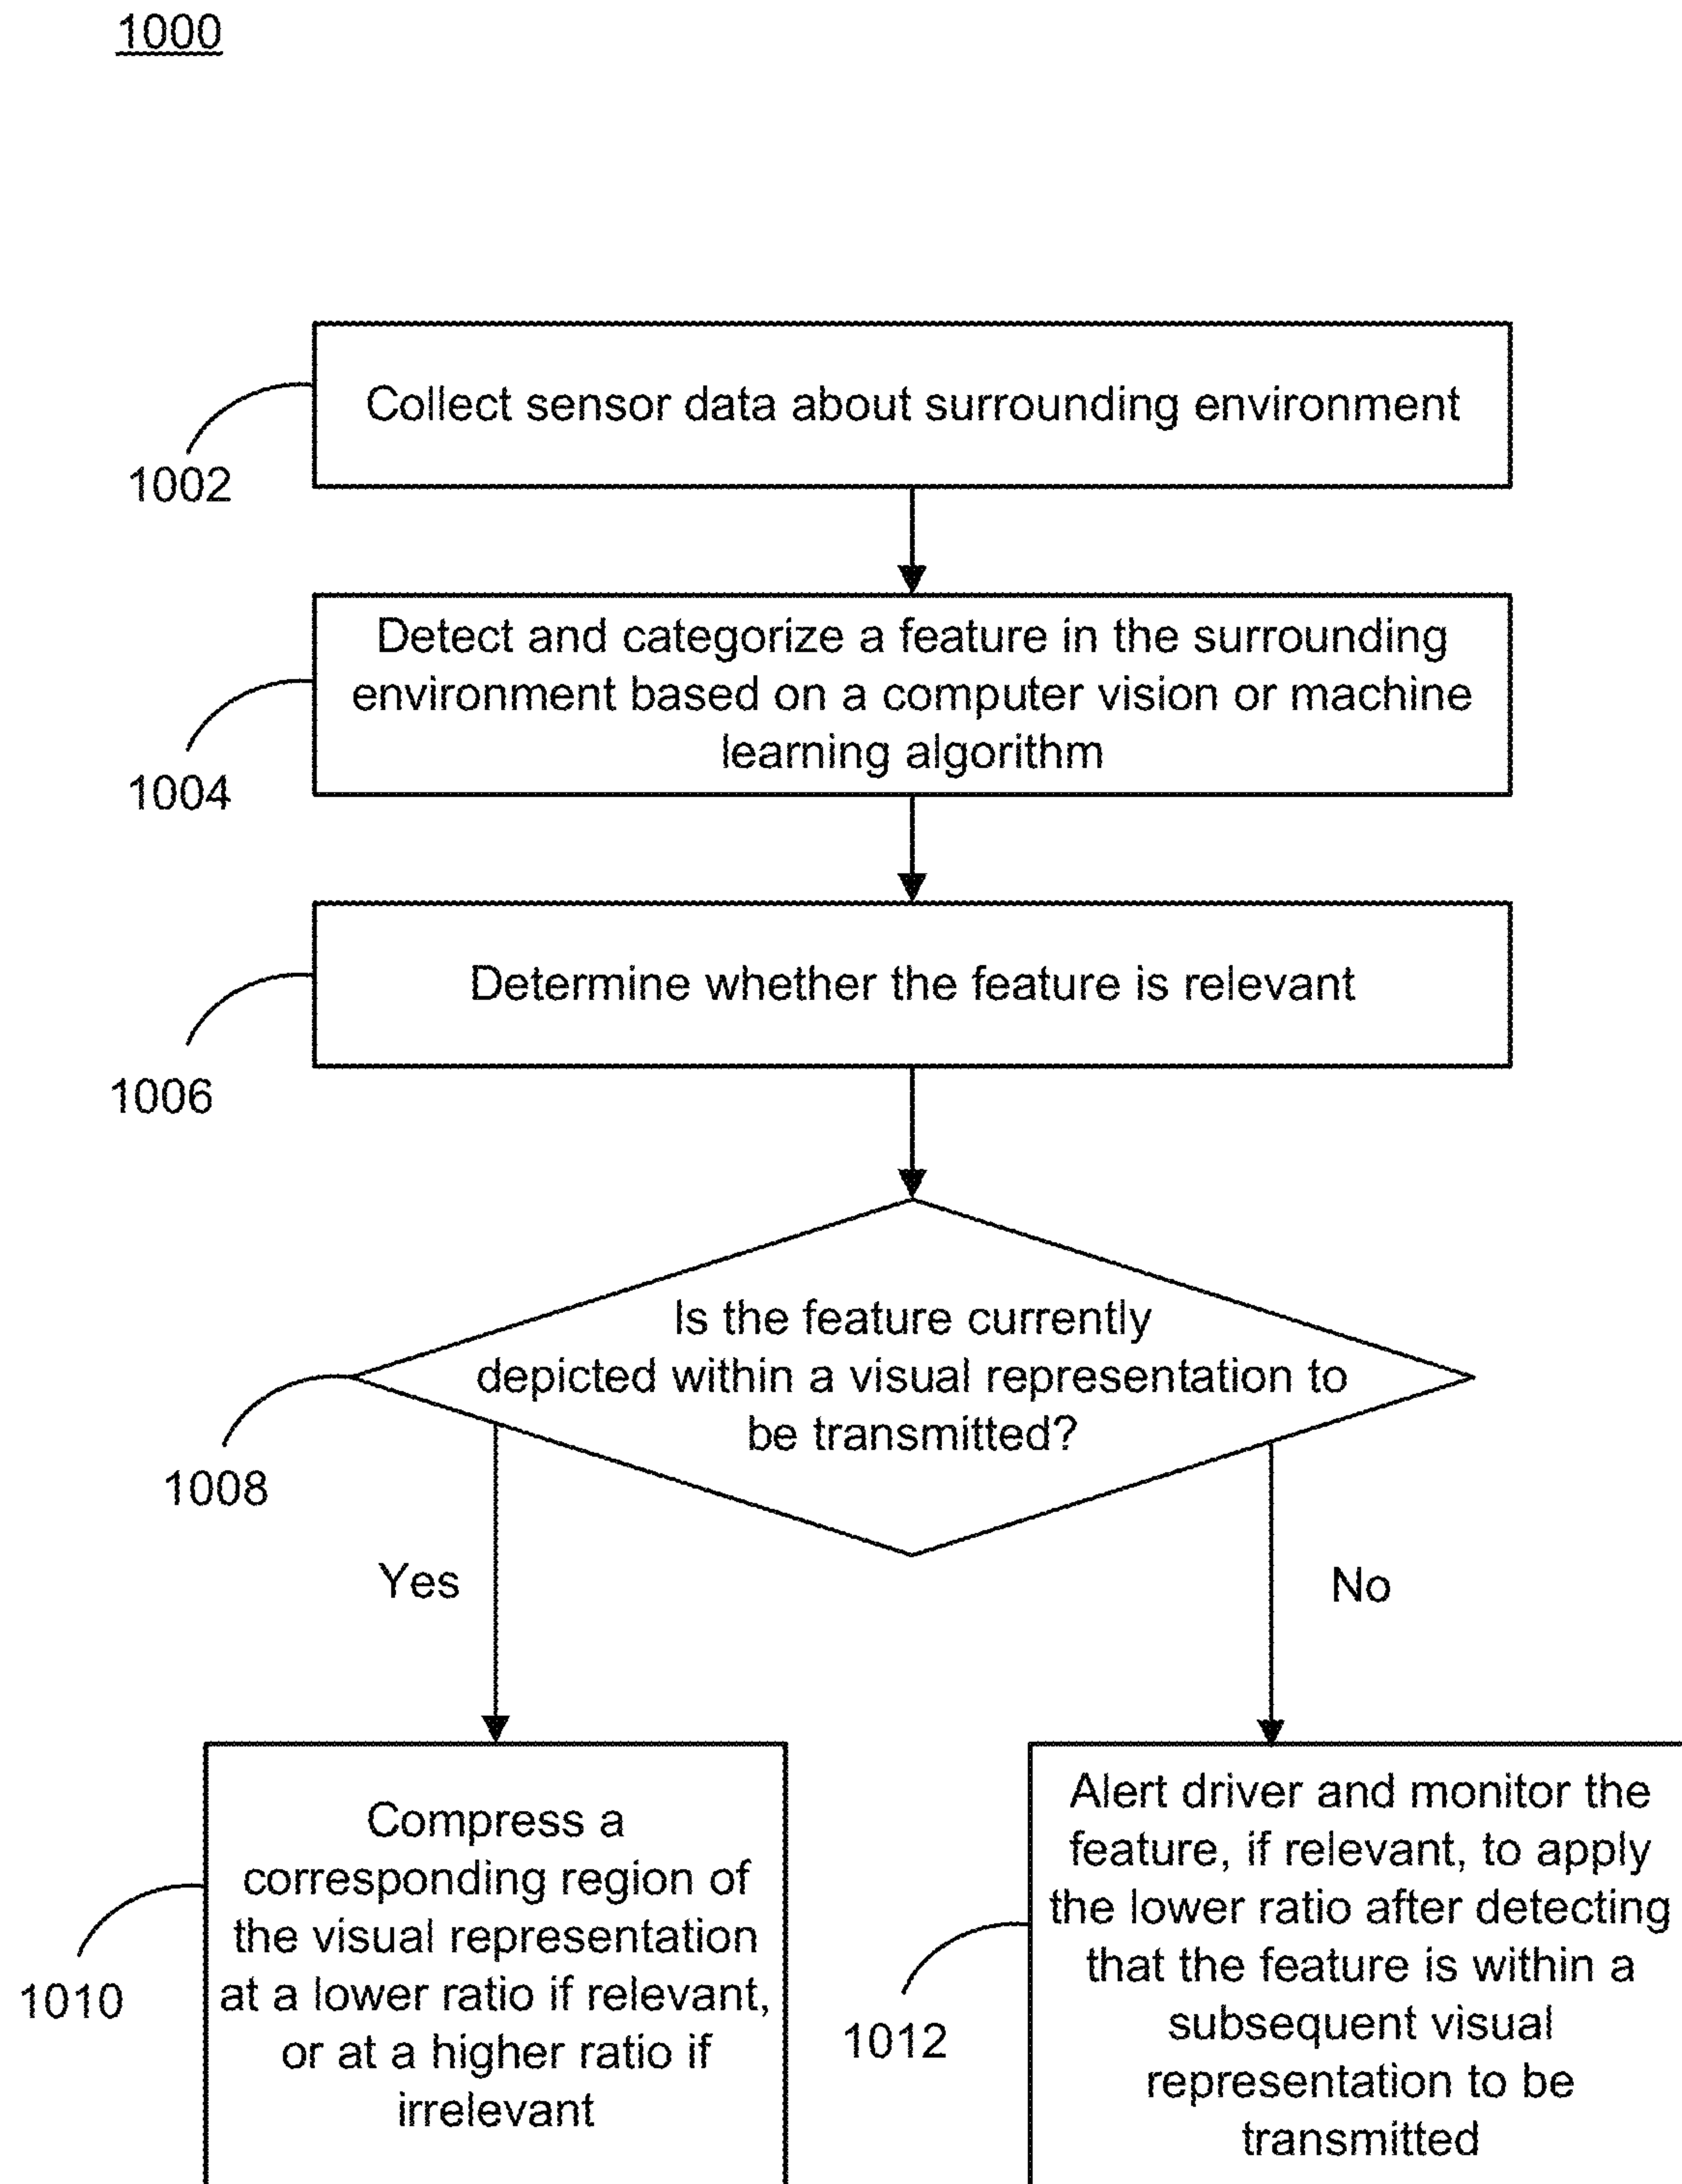 1000
Collect sensor data about surrounding environment
1002
Detect and categorize a feature in the surrounding
environment based on a computer vision or machine
learning algorithm
1004
Determine whether the feature is relevant
1006
Is the feature currently
depicted within a visual representation to
be transmitted?
1008
Yes
No
Compress a
corresponding region of
the visual representation
at a lower ratio if relevant,
or at a higher ratio if
irrelevant
1010
Alert driver and monitor the
feature, if relevant, to apply
the lower ratio after detecting
that the feature is within a
subsequent visual
representation to be
transmitted
1012